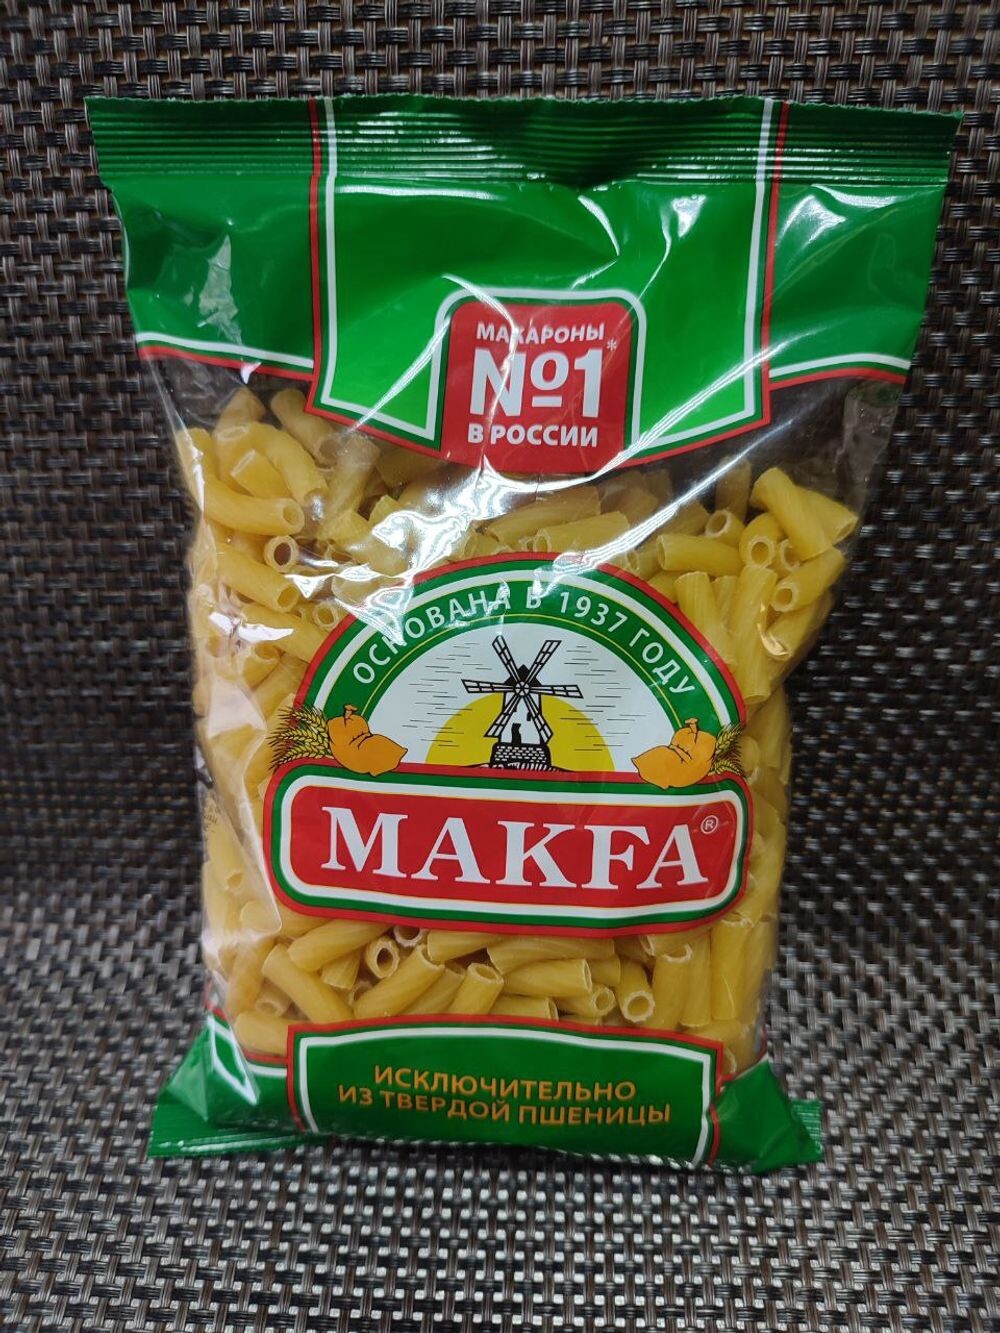 МАКАРОНЫ
№1*
В РОССИИ
ОСНОВАНА В 1937 ГОДУ
MAKFA®
ИСКЛЮЧИТЕЛЬНО
ИЗ ТВЕРДОЙ ПШЕНИЦЫ